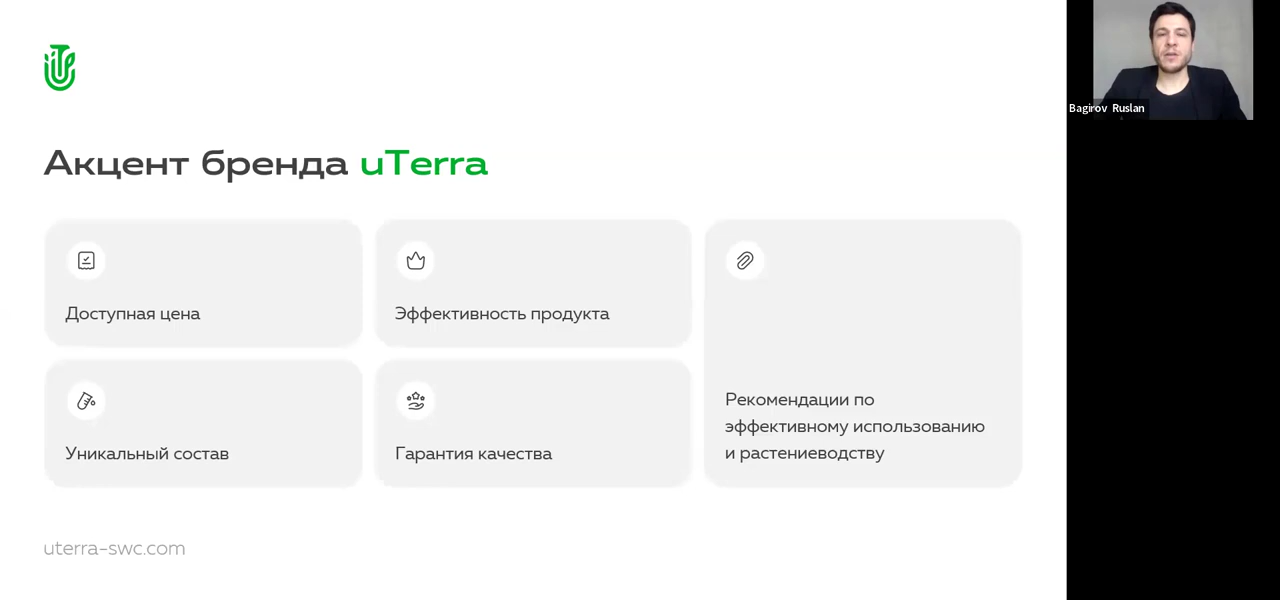 Акцент бренда uTerra
Доступная цена
Эффективность продукта
Уникальный состав
Гарантия качества
Рекомендации по
эффективному использованию
и растениеводству
uterra-swc.com
Bagirov Ruslan